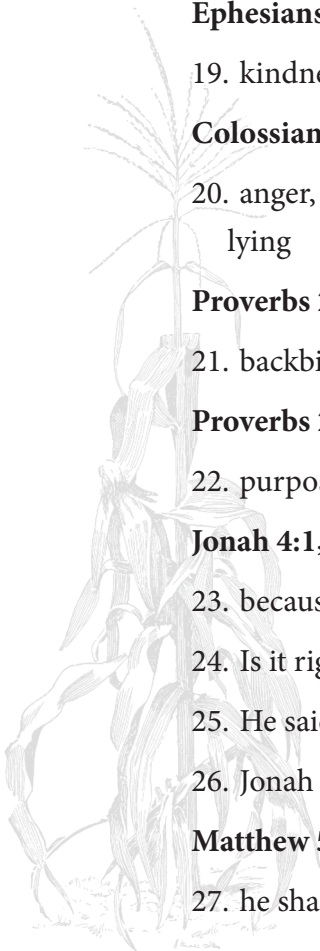 Ephesians
19. kindne
Colossian
20. anger,
lying
Proverbs
21. backbi
Proverbs
22. purpo
Jonah 4:1,
23. becaus
24. Is it rig
25. He sai
26. Jonah
Matthew 5
27. he sha